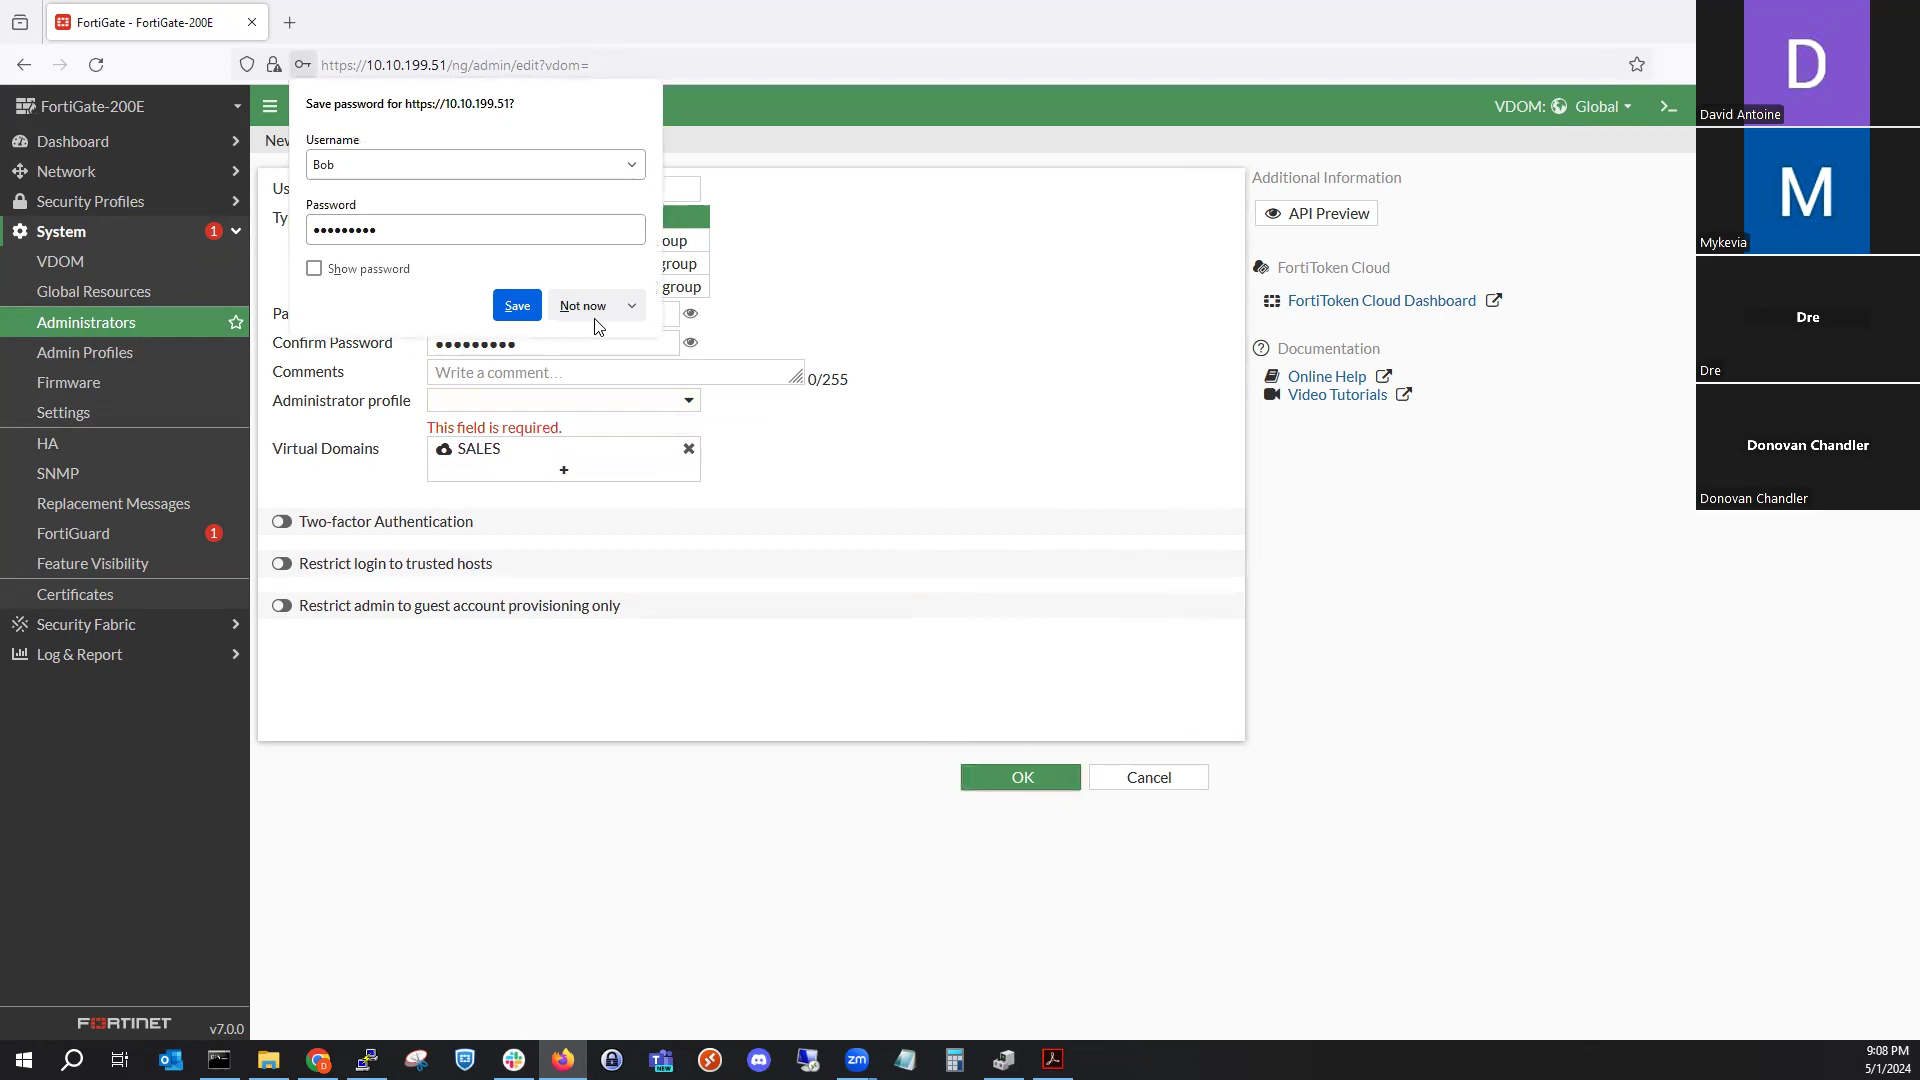 FortiGate - FortiGate-200E
https://10.10.199.51/ng/admin/edit?vdom=
FortiGate-200E
Dashboard
Network
Security Profiles
System
1
VDOM
Global Resources
Administrators
Admin Profiles
Firmware
Settings
HA
SNMP
Replacement Messages
FortiGuard
1
Feature Visibility
Certificates
Security Fabric
Log & Report
FORTINET
v7.0.0
Save password for https://10.10.199.51?
Username
Bob
Password
Show password
Save
Not now
VDOM: Global
New
Us
Ty
oup
group
group
Pa
Confirm Password
Comments
Write a comment...
0/255
Administrator profile
This field is required.
Virtual Domains
SALES
Two-factor Authentication
Restrict login to trusted hosts
Restrict admin to guest account provisioning only
OK
Cancel
Additional Information
API Preview
FortiToken Cloud
FortiToken Cloud Dashboard
Documentation
Online Help
Video Tutorials
D
David Antoine
M
Mykevia
Dre
Dre
Donovan Chandler
Donovan Chandler
zm
NEW
9:08 PM
5/1/2024